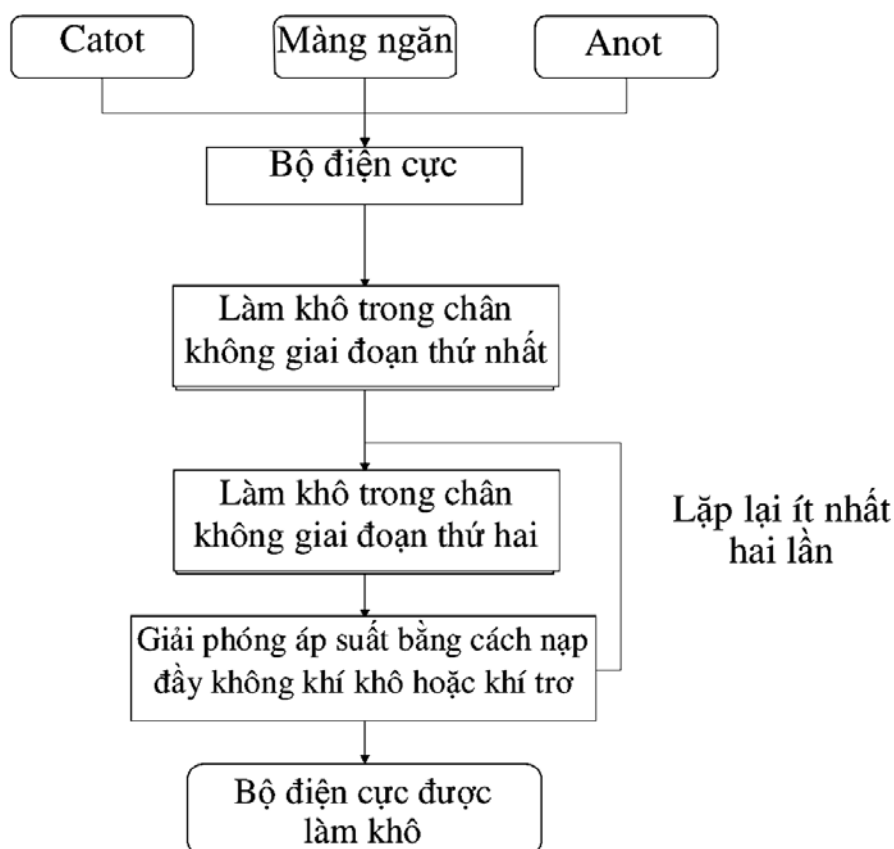 Catot
Màng ngăn
Anot
Bộ điện cực
Làm khô trong chân
không giai đoạn thứ nhất
Làm khô trong chân
không giai đoạn thứ hai
Lặp lại ít nhất
hai lần
Giải phóng áp suất bằng cách nạp
đầy không khí khô hoặc khí trơ
Bộ điện cực được
làm khô